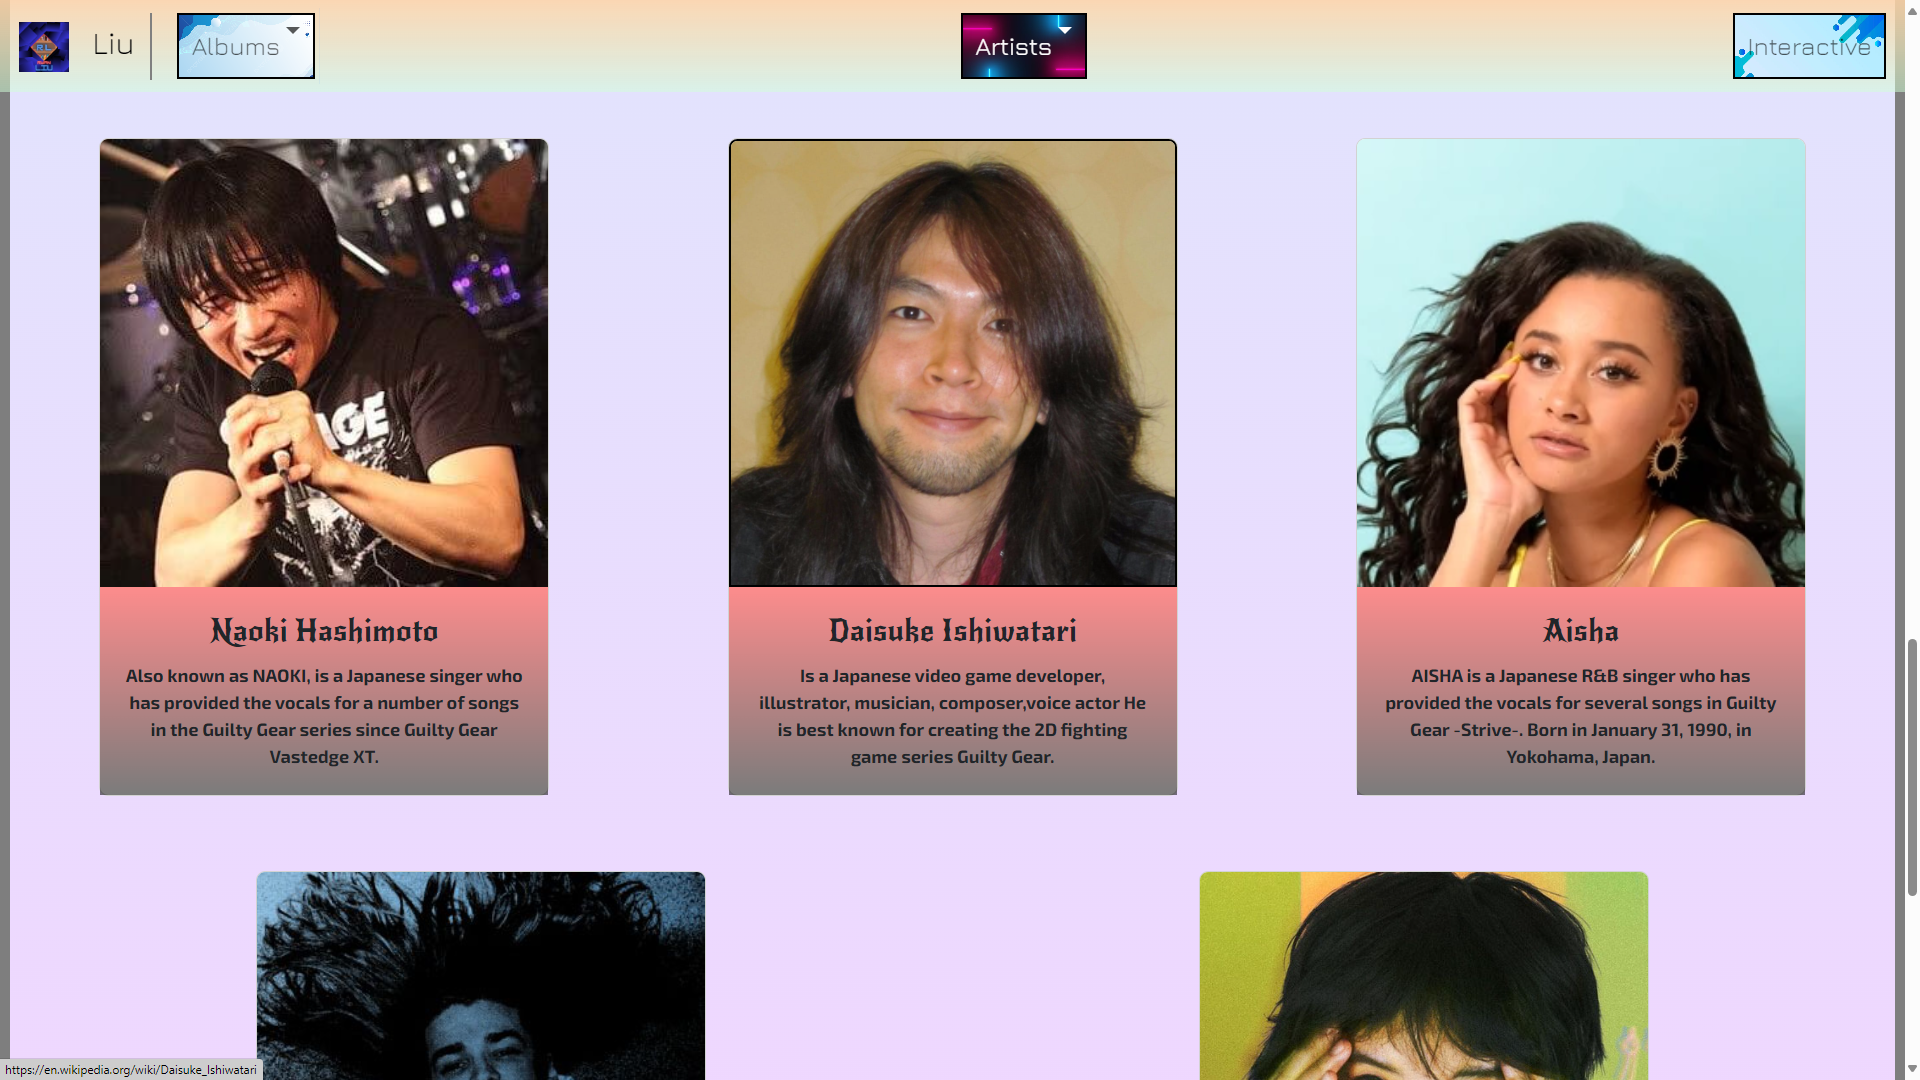 Liu
Albums
Artists
Interactive
RL
LIU
AGE
Naoki Hashimoto
Also known as NAOKI, is a Japanese singer who
has provided the vocals for a number of songs
in the Guilty Gear series since Guilty Gear
Vastedge XT.
Daisuke Ishiwatari
Is a Japanese video game developer,
illustrator, musician, composer,voice actor He
is best known for creating the 2D fighting
game series Guilty Gear.
Aisha
AISHA is a Japanese R&B singer who has
provided the vocals for several songs in Guilty
Gear -Strive-. Born in January 31, 1990, in
Yokohama, Japan.
https://en.wikipedia.org/wiki/Daisuke_Ishiwatari